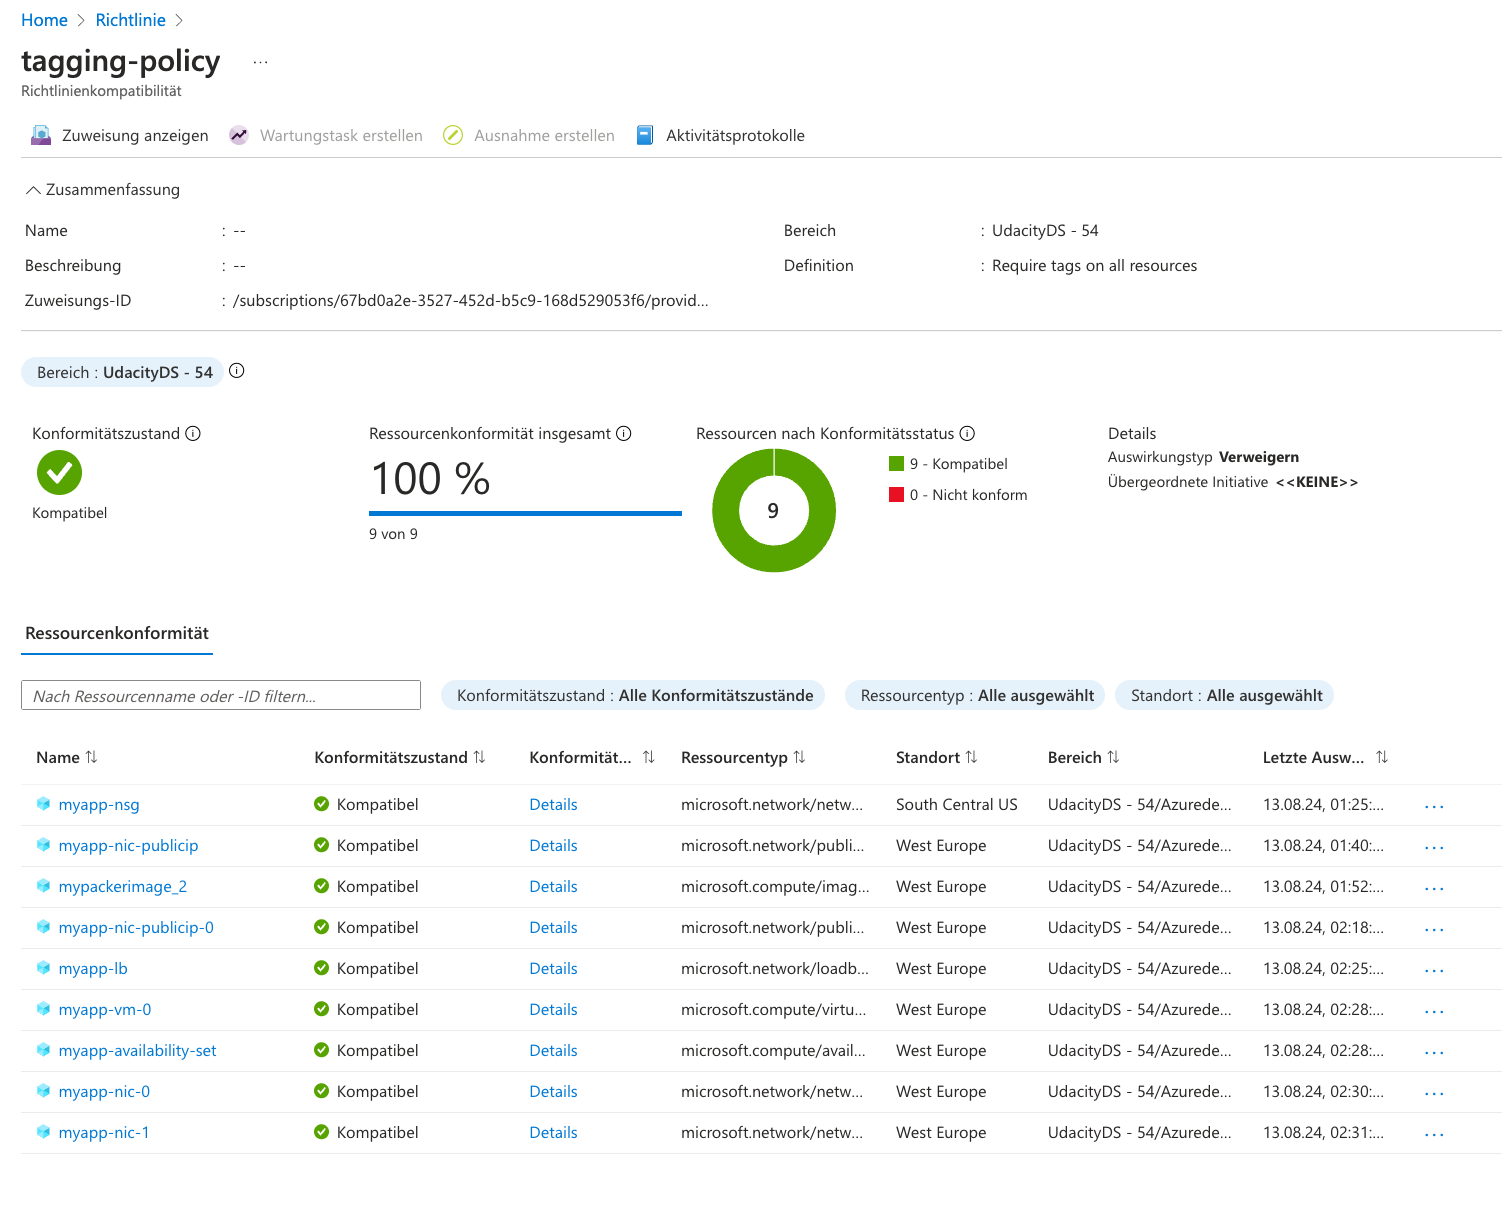 Home > Richtlinie >
tagging-policy ...
Richtlinienkompatibilität
Zuweisung anzeigen Wartungstask erstellen Ausnahme erstellen Aktivitätsprotokolle
Zusammenfassung
Name : -- Bereich : UdacityDS - 54
Beschreibung : -- Definition : Require tags on all resources
Zuweisungs-ID : /subscriptions/67bd0a2e-3527-452d-b5c9-168d529053f6/provid...
Bereich : UdacityDS - 54
Konformitätszustand
Kompatibel
Ressourcenkonformität insgesamt
100 %
9 von 9
Ressourcen nach Konformitätsstatus
9
9 - Kompatibel
0 - Nicht konform
Details
Auswirkungstyp Verweigern
Übergeordnete Initiative <<KEINE>>
Ressourcenkonformität
Nach Ressourcenname oder -ID filtern... Konformitätszustand : Alle Konformitätszustände Ressourcentyp : Alle ausgewählt Standort : Alle ausgewählt
Name Konformitätszustand Konformität... Ressourcentyp Standort Bereich Letzte Ausw...
myapp-nsg Kompatibel Details microsoft.network/netw... South Central US UdacityDS - 54/Azurede... 13.08.24, 01:25:... ...
myapp-nic-publicip Kompatibel Details microsoft.network/publi... West Europe UdacityDS - 54/Azurede... 13.08.24, 01:40:... ...
mypackerimage_2 Kompatibel Details microsoft.compute/imag... West Europe UdacityDS - 54/Azurede... 13.08.24, 01:52:... ...
myapp-nic-publicip-0 Kompatibel Details microsoft.network/publi... West Europe UdacityDS - 54/Azurede... 13.08.24, 02:18:... ...
myapp-lb Kompatibel Details microsoft.network/loadb... West Europe UdacityDS - 54/Azurede... 13.08.24, 02:25:... ...
myapp-vm-0 Kompatibel Details microsoft.compute/virtu... West Europe UdacityDS - 54/Azurede... 13.08.24, 02:28:... ...
myapp-availability-set Kompatibel Details microsoft.compute/avail... West Europe UdacityDS - 54/Azurede... 13.08.24, 02:28:... ...
myapp-nic-0 Kompatibel Details microsoft.network/netw... West Europe UdacityDS - 54/Azurede... 13.08.24, 02:30:... ...
myapp-nic-1 Kompatibel Details microsoft.network/netw... West Europe UdacityDS - 54/Azurede... 13.08.24, 02:31:... ...